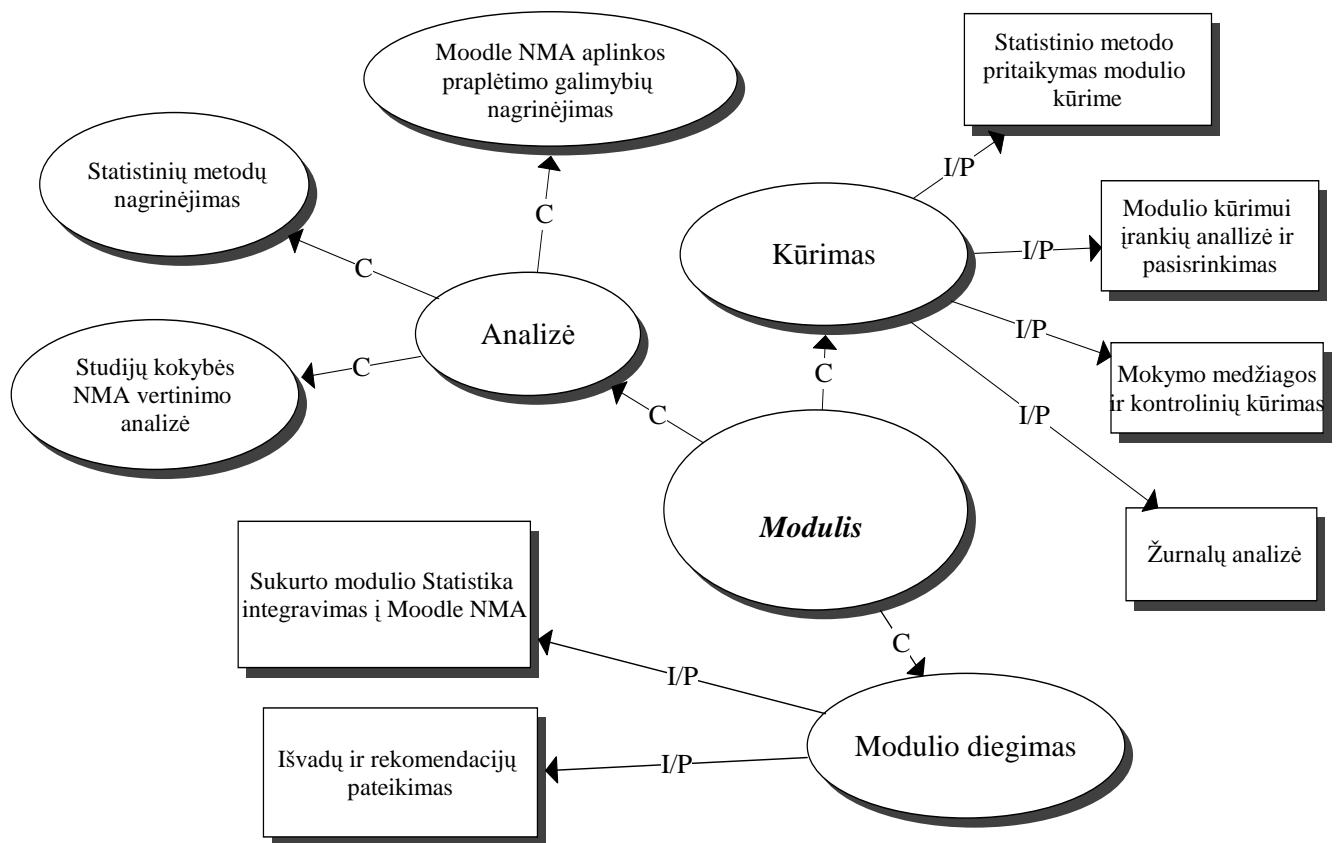 Moodle NMA aplinkos
praplėtimo galimybių
nagrinėjimas
Statistinio metodo
pritaikymas modulio
kūrime
Statistinių metodų
nagrinėjimas
I/P
Modulio kūrimui
įrankių anallizė ir
pasisrinkimas
C
Kūrimas
I/P
C
Analizė
I/P
Mokymo medžiagos
ir kontrolinių kūrimas
Studijų kokybės
NMA vertinimo
analizė
C
C
C
I/P
Modulis
Žurnalų analizė
Sukurto modulio Statistika
integravimas į Moodle NMA
C
I/P
Modulio diegimas
Išvadų ir rekomendacijų
pateikimas
I/P